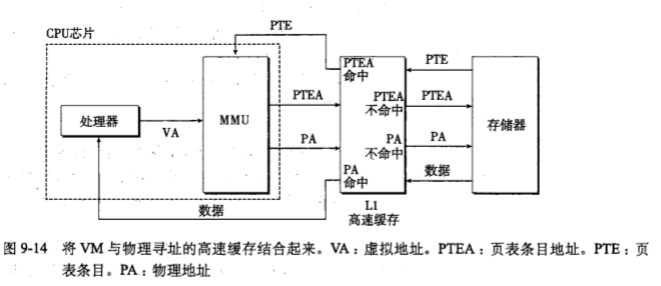 PTE
CPU芯片
PTEA
命中
PTE
处理器
VA
MMU
PTEA
PTEA
不命中
PTEA
存储器
PA
PA
不命中
PA
PA
命中
数据
数据
L1
高速缓存
图 9-14 将 VM 与物理寻址的高速缓存结合起来。VA：虚拟地址。PTEA：页表条目地址。PTE：页
表条目。PA：物理地址